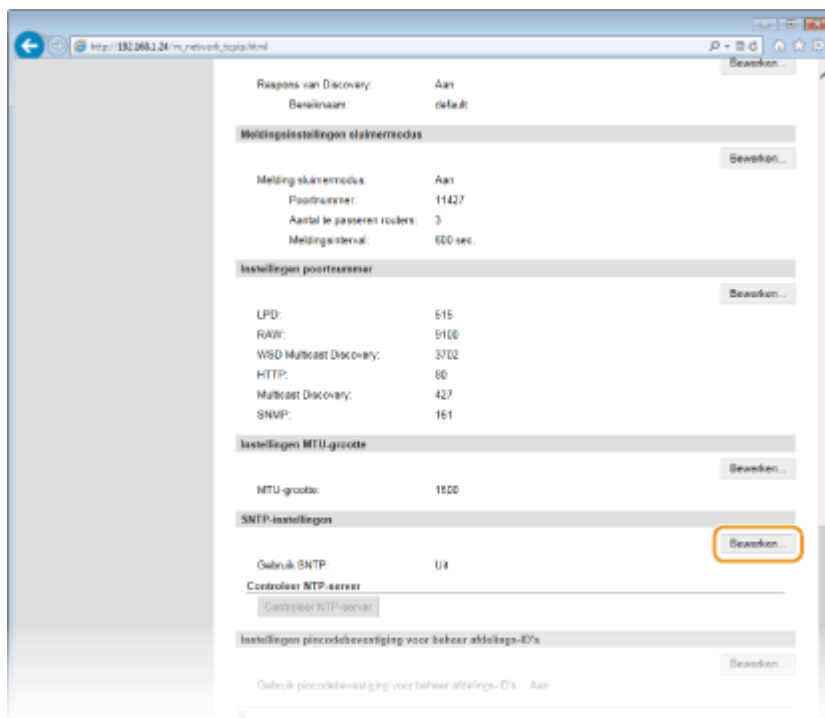 http://192.168.1.24/m_network_tcpip.html
Bewerken...
Respons van Discovery: Aan
Bereiknaam: default
Meldingsinstellingen sluimermodus
Bewerken...
Melding sluimermodus: Aan
Poortnummer: 11427
Aantal te passeren routers: 3
Meldingsinterval: 600 sec.
Instellingen poortnummer
Bewerken...
LPD: 515
RAW: 9100
WSD Multicast Discovery: 3702
HTTP: 80
Multicast Discovery: 427
SNMP: 161
Instellingen MTU-grootte
Bewerken...
MTU-grootte: 1500
SNTP-instellingen
Bewerken...
Gebruik SNTP: Uit
Controleer NTP-server
Controleer NTP-server
Instellingen pincodebevestiging voor beheer afdelings-ID's
Bewerken...
Gebruik pincodebevestiging voor beheer afdelings-ID's: Aan